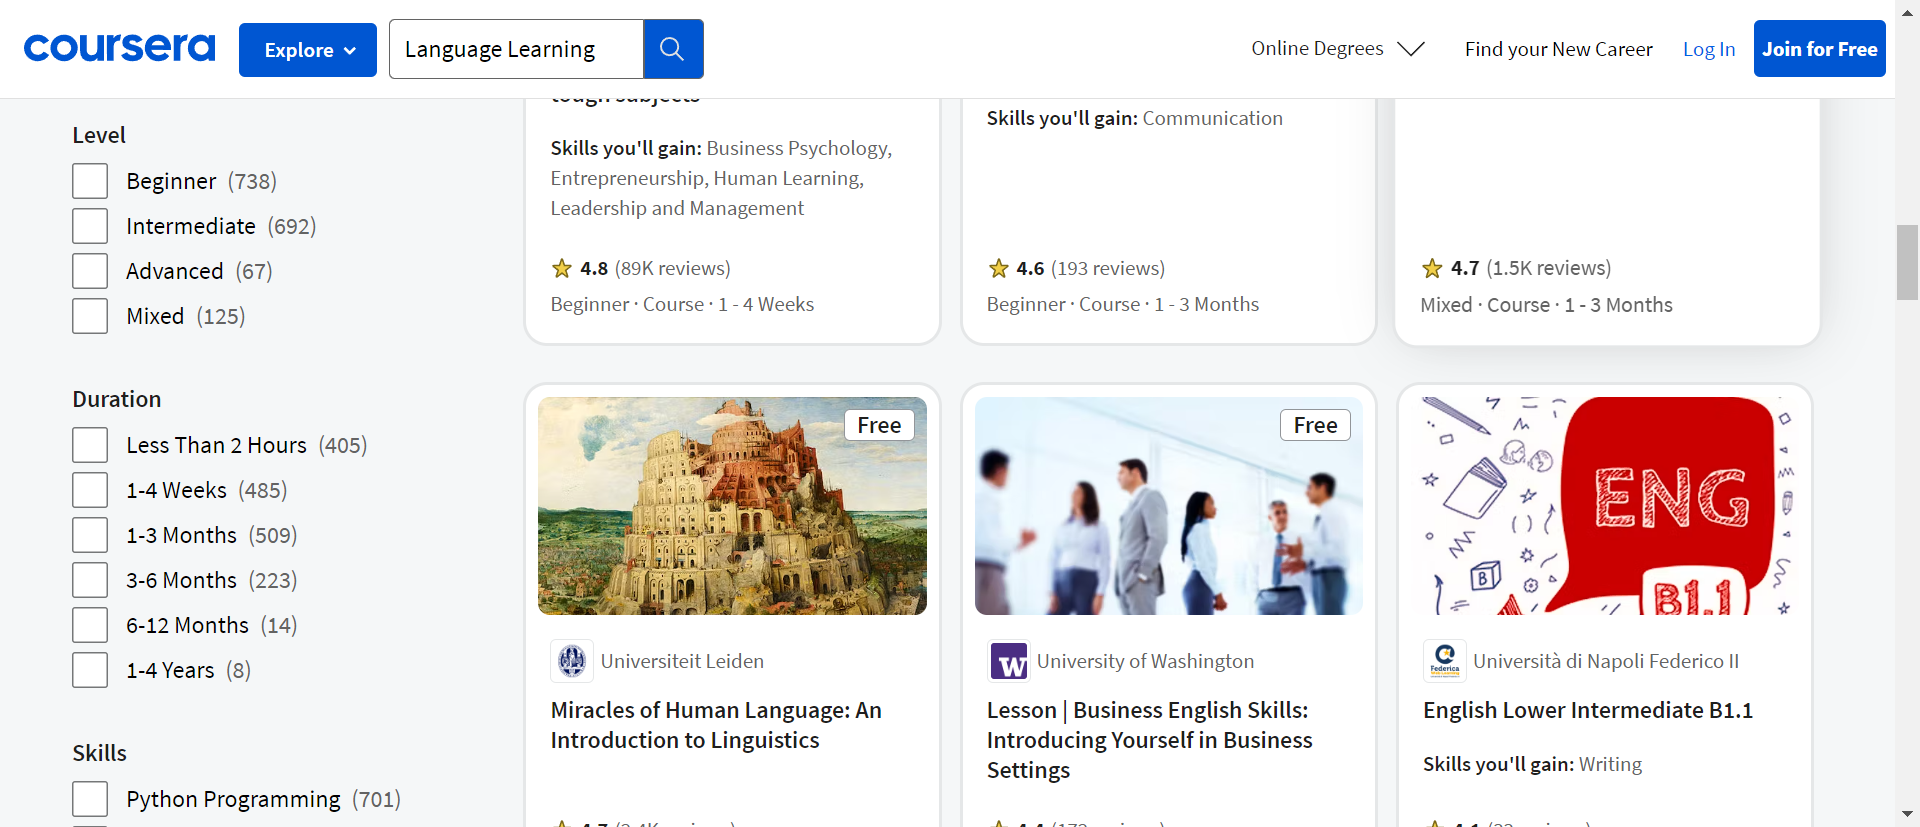 coursera
Explore
Language Learning
Online Degrees
Find your New Career
Log In
Join for Free
Level
Beginner (738)
Intermediate (692)
Advanced (67)
Mixed (125)
Duration
Less Than 2 Hours (405)
1-4 Weeks (485)
1-3 Months (509)
3-6 Months (223)
6-12 Months (14)
1-4 Years (8)
Skills
Python Programming (701)
tough subjects
Skills you'll gain: Business Psychology,
Entrepreneurship, Human Learning,
Leadership and Management
4.8 (89K reviews)
Beginner · Course · 1 - 4 Weeks
Skills you'll gain: Communication
4.6 (193 reviews)
Beginner · Course · 1 - 3 Months
4.7 (1.5K reviews)
Mixed · Course · 1 - 3 Months
Free
Universiteit Leiden
Miracles of Human Language: An
Introduction to Linguistics
Free
W
University of Washington
Lesson | Business English Skills:
Introducing Yourself in Business
Settings
ENG
B1.1
B
Federica
Università di Napoli Federico II
English Lower Intermediate B1.1
Skills you'll gain: Writing